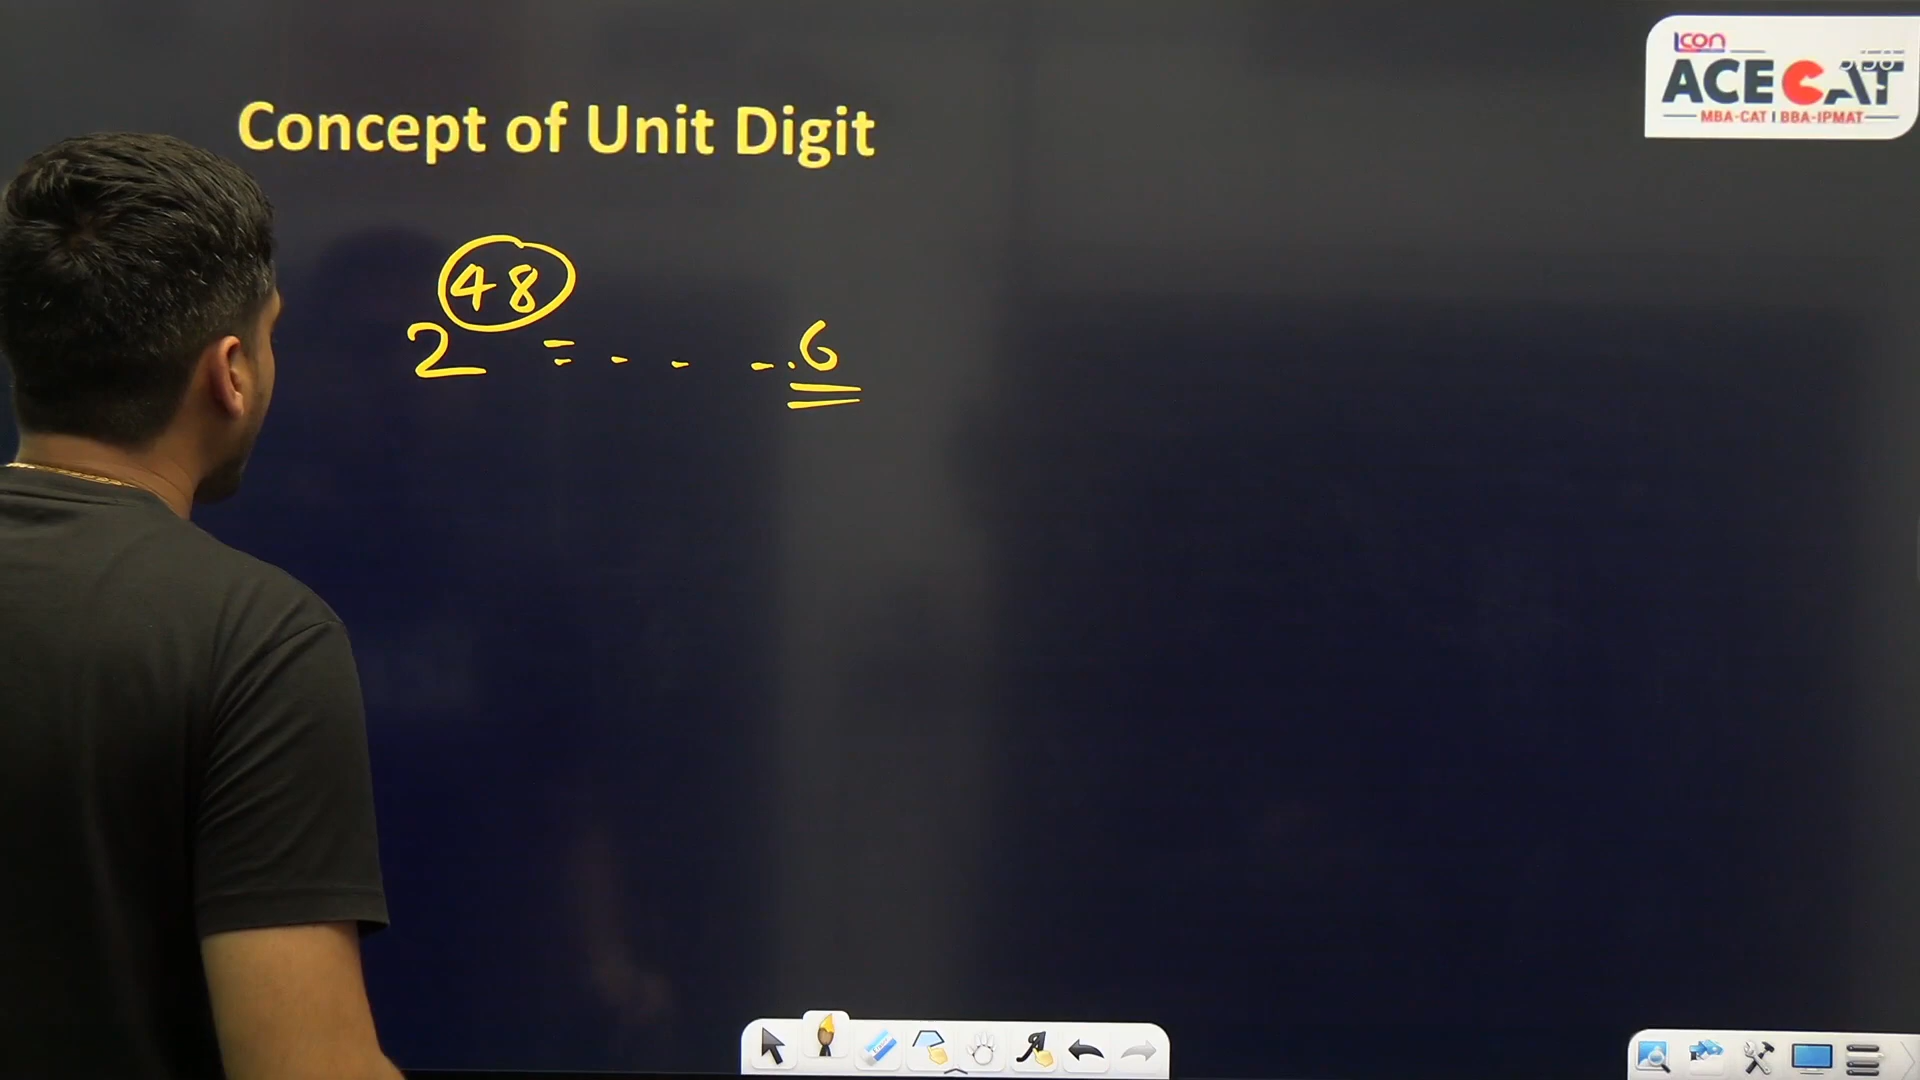 Icon
ACE CAT
MBA-CAT | BBA-IPMAT
Concept of Unit Digit
2^48 = - - -.6